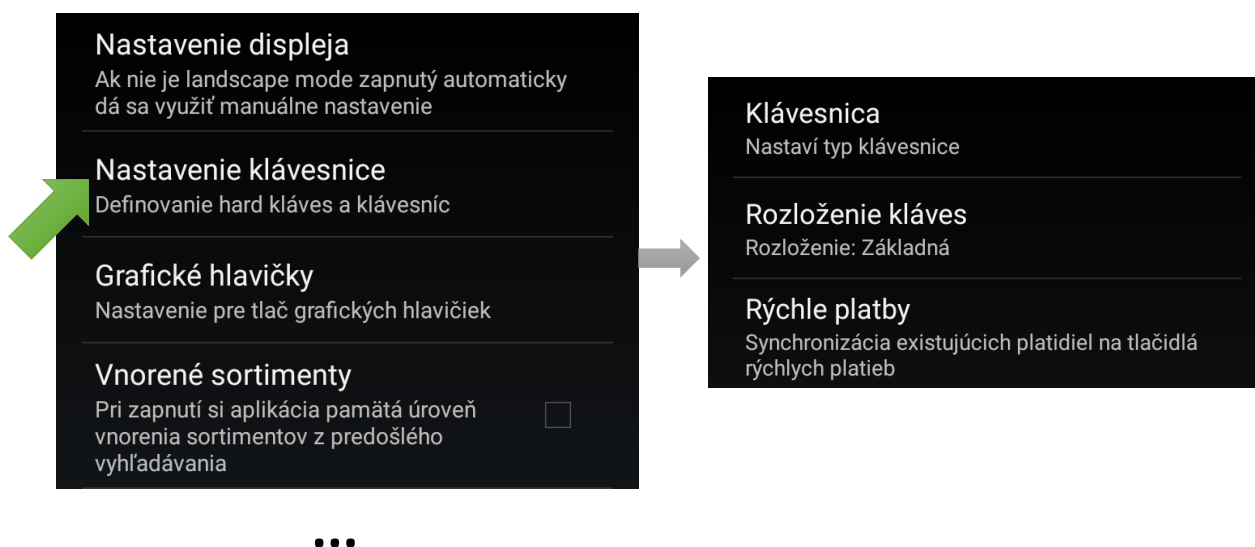 Nastavenie displeja
Ak nie je landscape mode zapnutý automaticky
dá sa využiť manuálne nastavenie
Nastavenie klávesnice
Definovanie hard kláves a klávesníc
Grafické hlavičky
Nastavenie pre tlač grafických hlavičiek
Vnorené sortimenty
Pri zapnutí si aplikácia pamätá úroveň
vnorenia sortimentov z predošlého
vyhľadávania
...
Klávesnica
Nastaví typ klávesnice
Rozloženie kláves
Rozloženie: Základná
Rýchle platby
Synchronizácia existujúcich platidiel na tlačidlá
rýchlych platieb